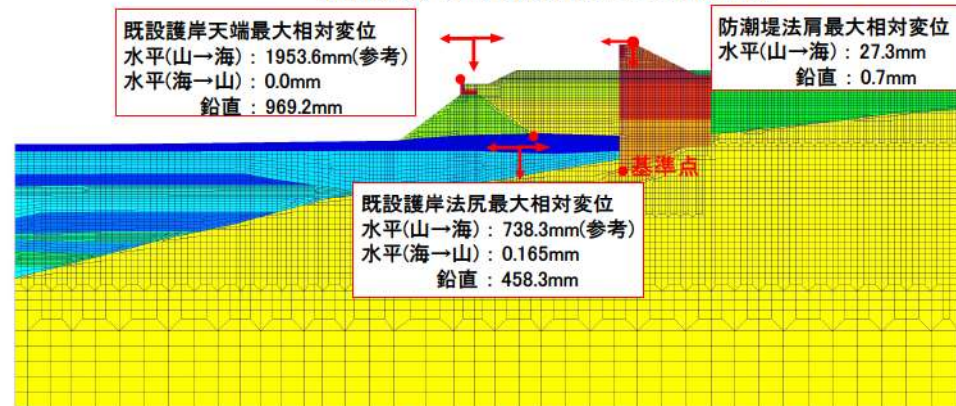 既設護岸天端最大相対変位
水平(山→海)：1953.6mm(参考)
水平(海→山)：0.0mm
鉛直：969.2mm
防潮堤法肩最大相対変位
水平(山→海)：27.3mm
鉛直：0.7mm
基準点
既設護岸法尻最大相対変位
水平(山→海)：738.3mm(参考)
水平(海→山)：0.165mm
鉛直：458.3mm